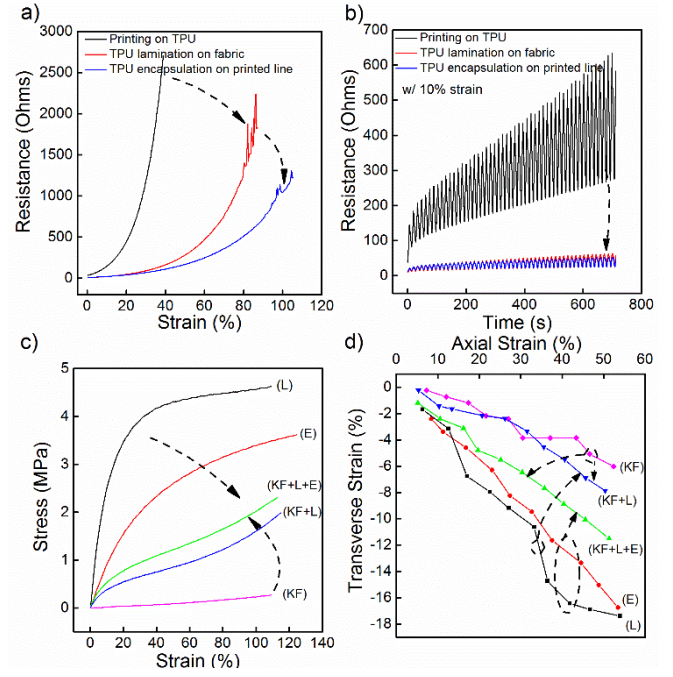 a)
Printing on TPU
TPU lamination on fabric
TPU encapsulation on printed line
3000
2500
2000
1500
1000
500
0
Resistance (Ohms)
0 20 40 60 80 100 120
Strain (%)
b)
Printing on TPU
TPU lamination on fabric
TPU encapsulation on printed line
w/ 10% strain
700
600
500
400
300
200
100
0
Resistance (Ohms)
0 200 400 600 800
Time (s)
c)
5
4
3
2
1
0
Stress (MPa)
(L)
(E)
(KF+L+E)
(KF+L)
(KF)
0 20 40 60 80 100 120 140
Strain (%)
d)
Axial Strain (%)
0 10 20 30 40 50 60
0
-2
-4
-6
-8
-10
-12
-14
-16
-18
Transverse Strain (%)
(KF)
(KF+L)
(KF+L+E)
(E)
(L)